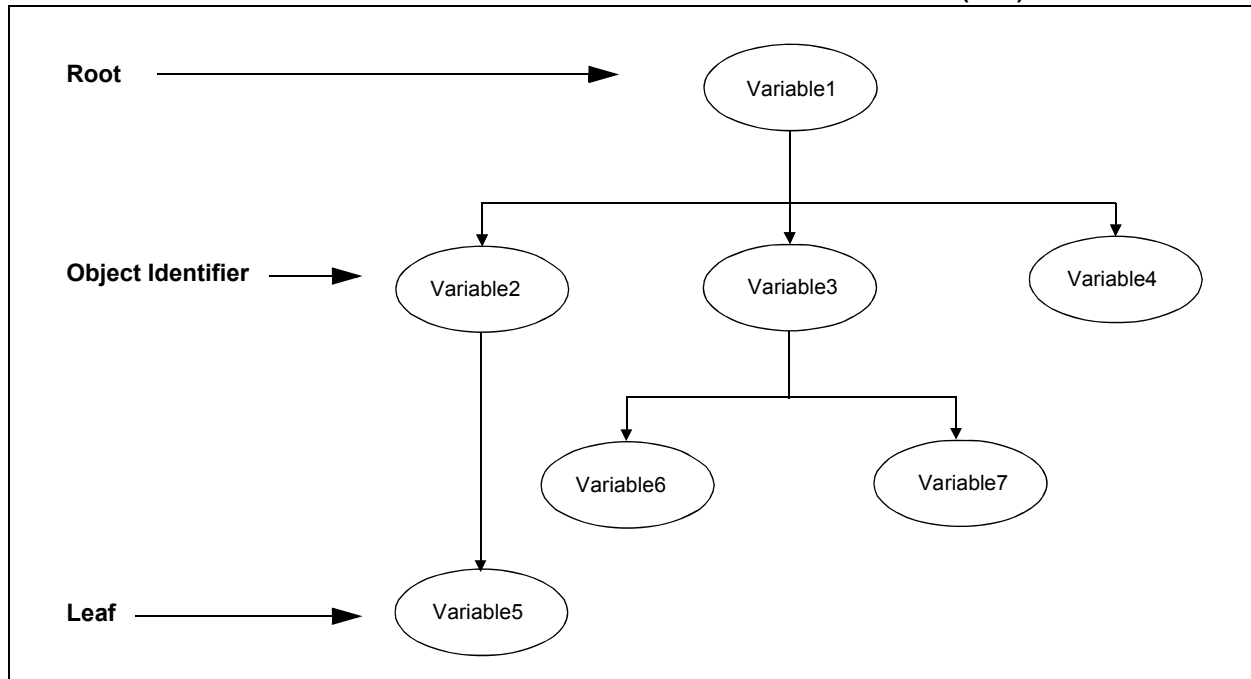 Root
Variable1
Object Identifier
Variable2
Variable3
Variable4
Variable6
Variable7
Leaf
Variable5